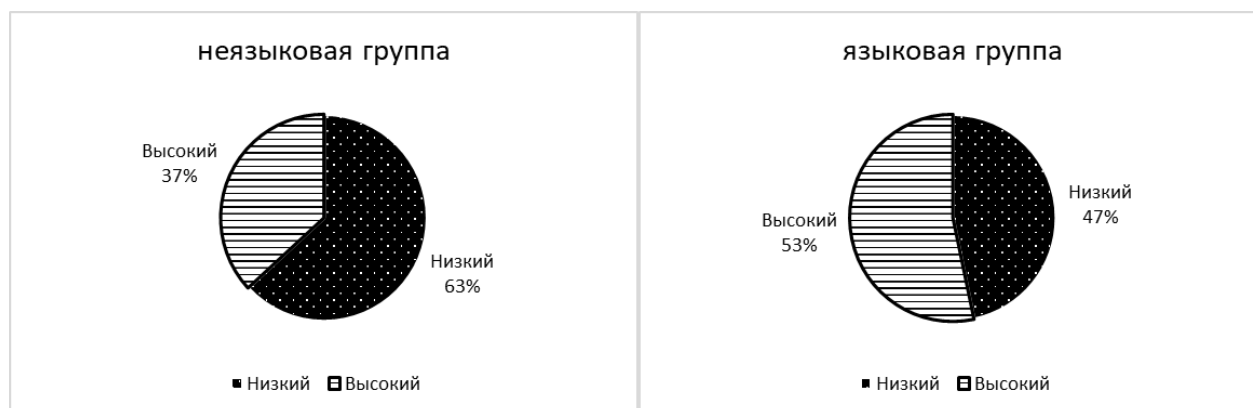 неязыковая группа
Высокий
37%
Низкий
63%
Низкий Высокий
языковая группа
Высокий
53%
Низкий
47%
Низкий Высокий